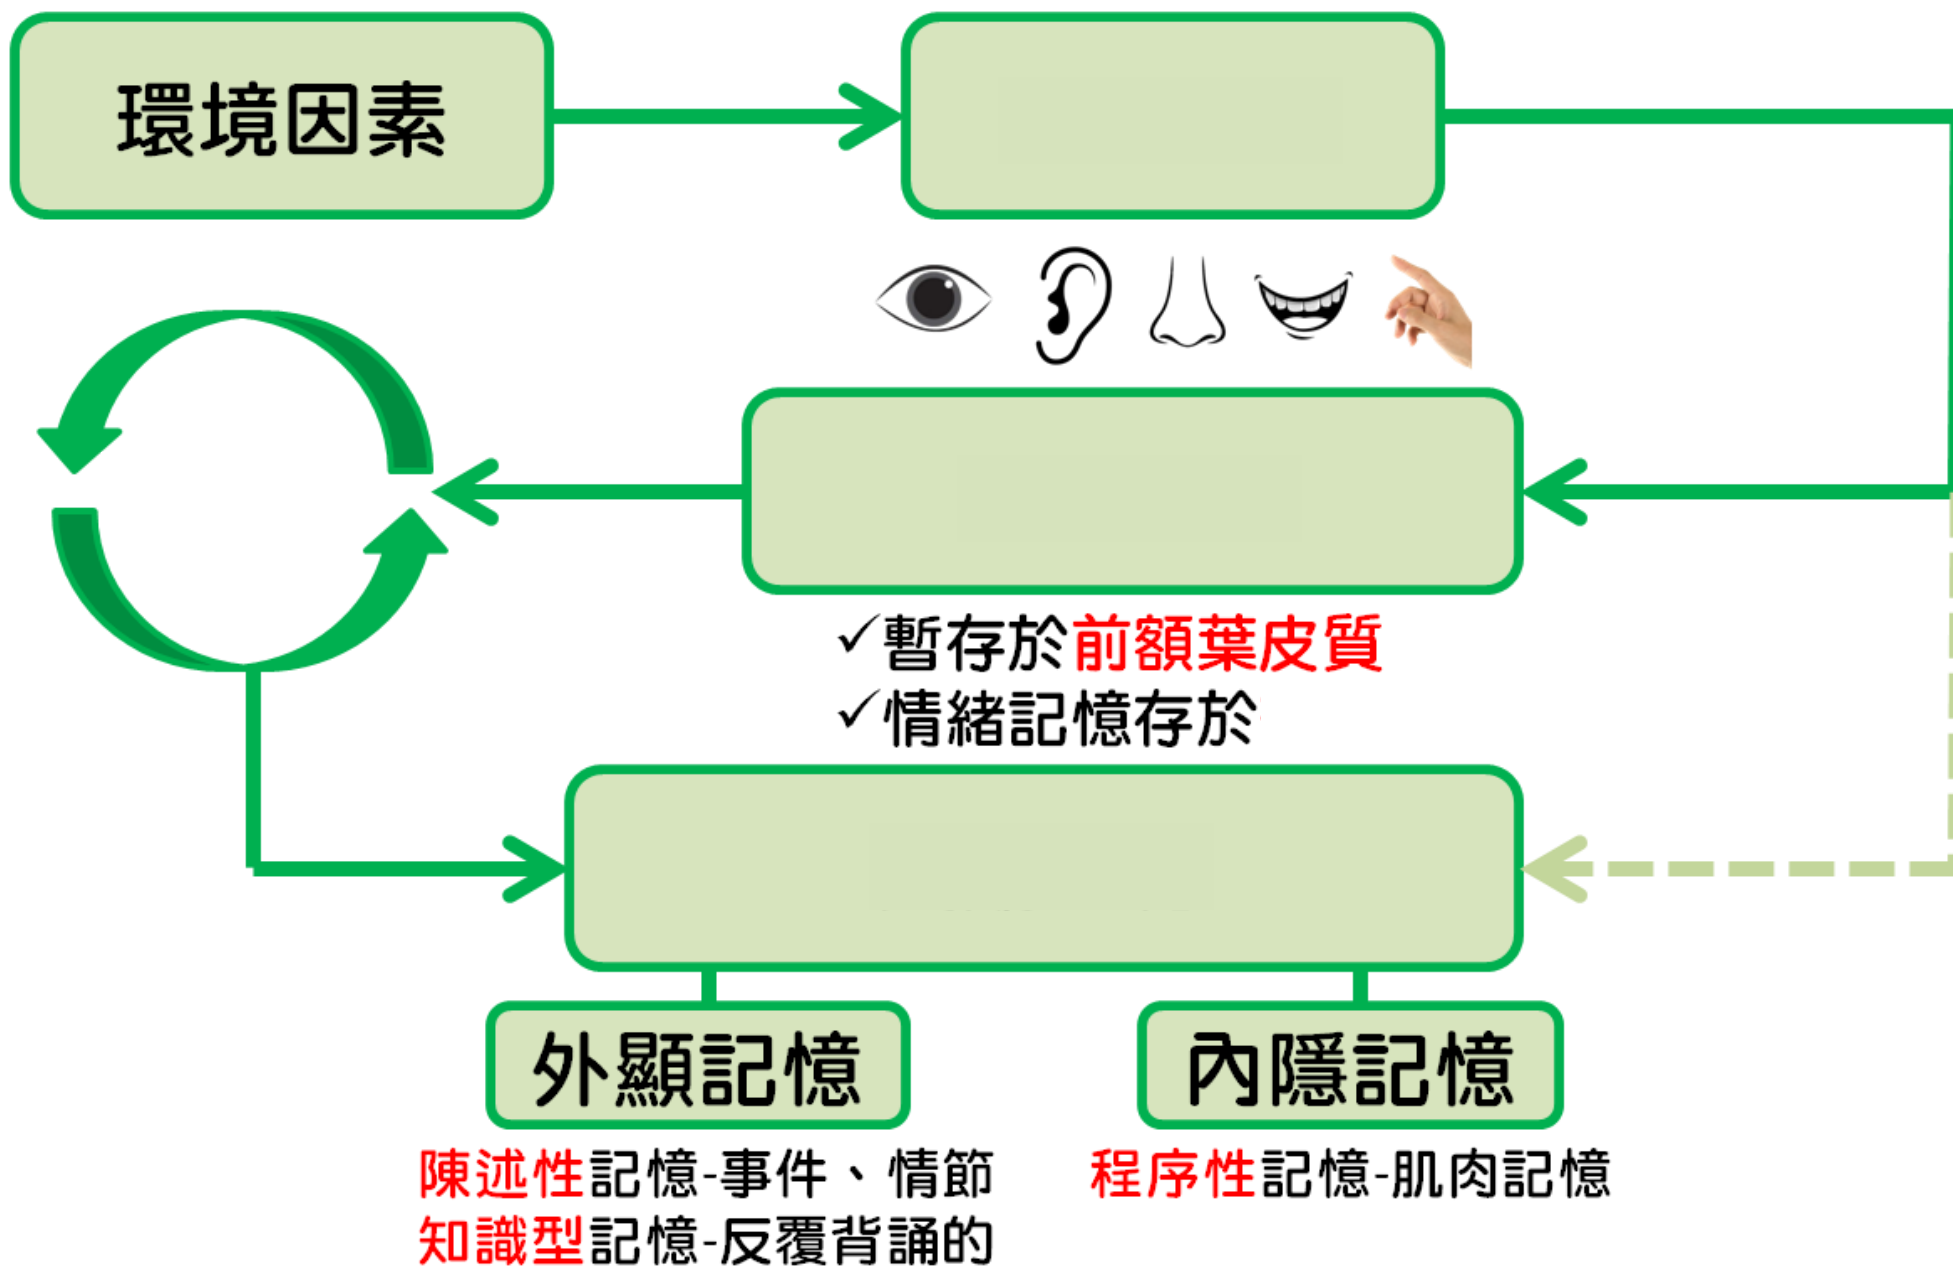 環境因素
✓暫存於前額葉皮質
✓情緒記憶存於
外顯記憶
內隱記憶
陳述性記憶-事件、情節
知識型記憶-反覆背誦的
程序性記憶-肌肉記憶